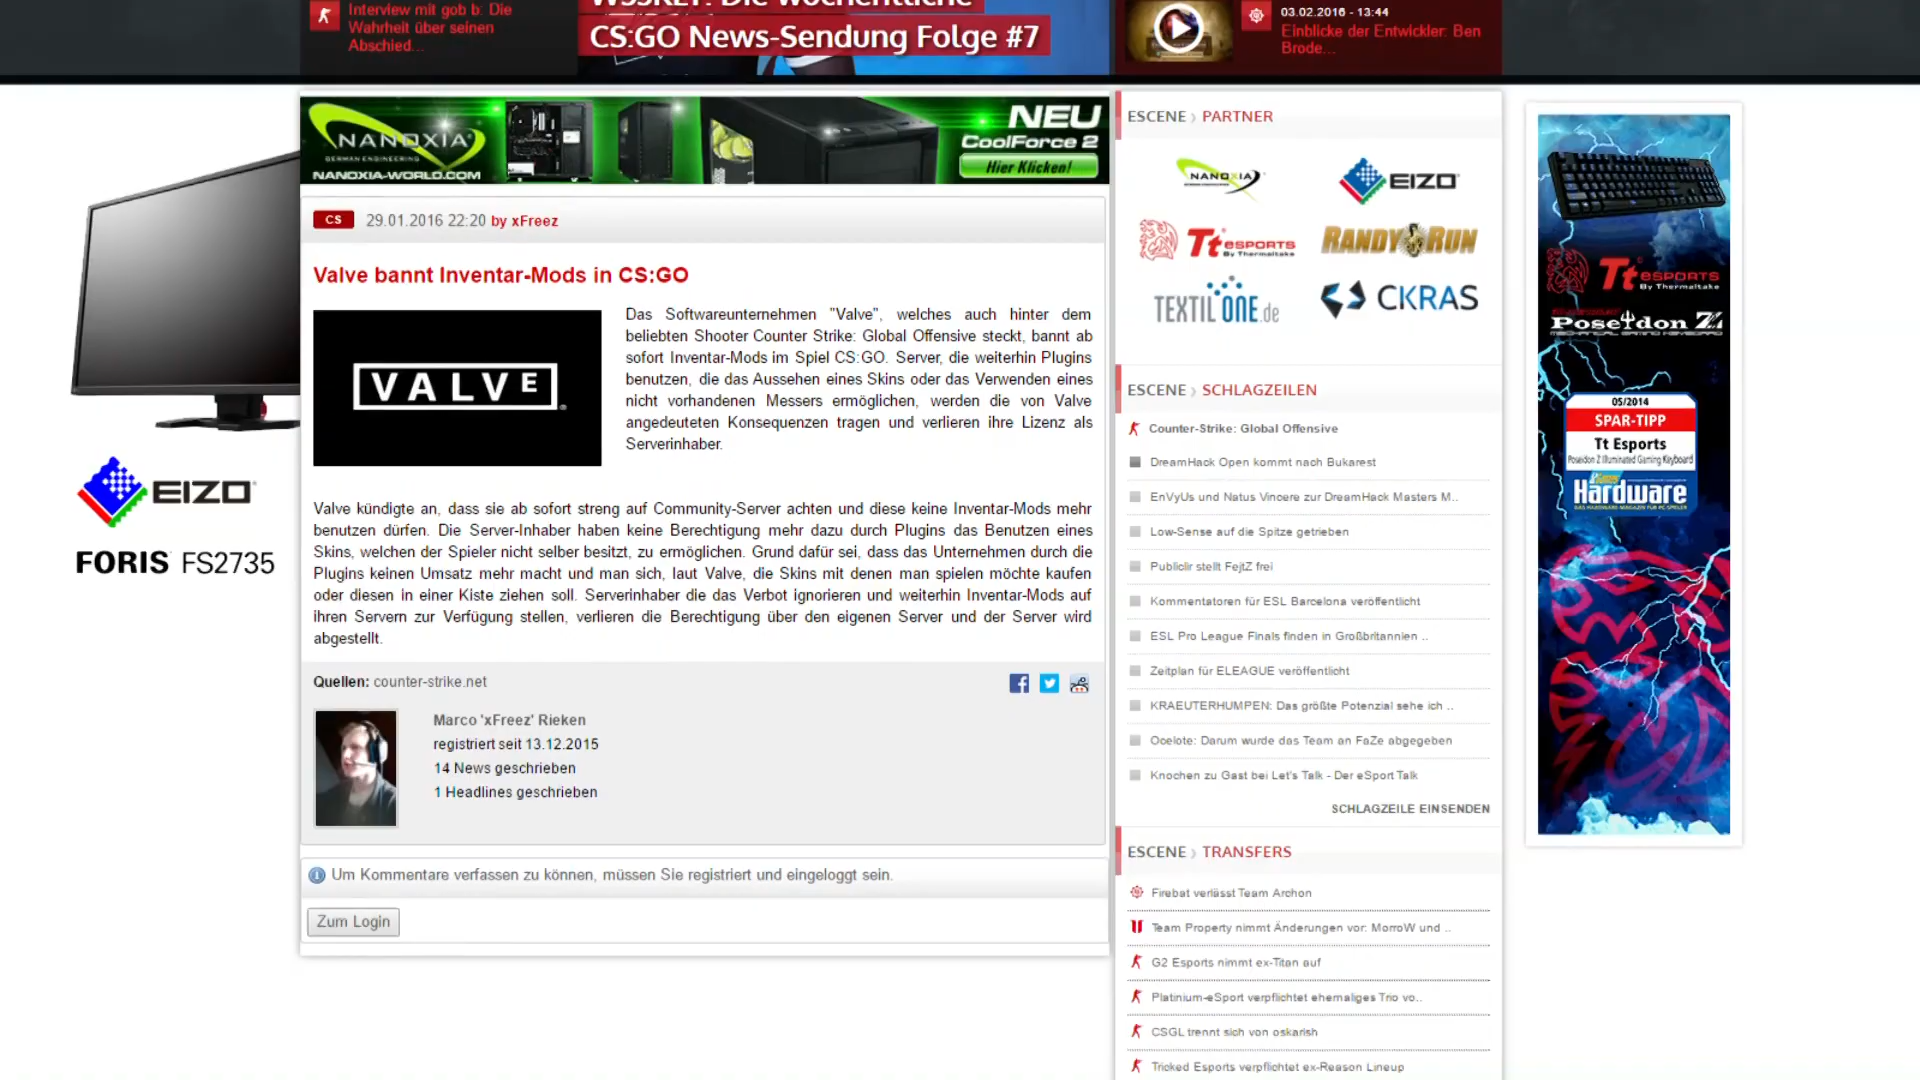 Interview mit gob b: Die
Wahrheit über seinen
Abschied...
CS:GO News-Sendung Folge #7
03.02.2016 - 13:44
Einblicke der Entwickler: Ben
Brode...
NANOXIA
GERMAN ENGINEERING
NANOXIA-WORLD.COM
NEU
CoolForce 2
Hier Klicken!
CS 29.01.2016 22:20 by xFreez
Valve bannt Inventar-Mods in CS:GO
VALVE
Das Softwareunternehmen "Valve", welches auch hinter dem
beliebten Shooter Counter Strike: Global Offensive steckt, bannt ab
sofort Inventar-Mods im Spiel CS:GO. Server, die weiterhin Plugins
benutzen, die das Aussehen eines Skins oder das Verwenden eines
nicht vorhandenen Messers ermöglichen, werden die von Valve
angedeuteten Konsequenzen tragen und verlieren ihre Lizenz als
Serverinhaber.
Valve kündigte an, dass sie ab sofort streng auf Community-Server achten und diese keine Inventar-Mods mehr
benutzen dürfen. Die Server-Inhaber haben keine Berechtigung mehr dazu durch Plugins das Benutzen eines
Skins, welchen der Spieler nicht selber besitzt, zu ermöglichen. Grund dafür sei, dass das Unternehmen durch die
Plugins keinen Umsatz mehr macht und man sich, laut Valve, die Skins mit denen man spielen möchte kaufen
oder diesen in einer Kiste ziehen soll. Serverinhaber die das Verbot ignorieren und weiterhin Inventar-Mods auf
ihren Servern zur Verfügung stellen, verlieren die Berechtigung über den eigenen Server und der Server wird
abgestellt.
Quellen: counter-strike.net
Marco 'xFreez' Rieken
registriert seit 13.12.2015
14 News geschrieben
1 Headlines geschrieben
Um Kommentare verfassen zu können, müssen Sie registriert und eingeloggt sein.
Zum Login
EIZO
FORIS FS2735
ESCENE › PARTNER
NANOXIA
EIZO
Tt ESPORTS
By Thermaltake
RANDY RUN
TEXTIL ONE.de
CKRAS
ESCENE › SCHLAGZEILEN
Counter-Strike: Global Offensive
DreamHack Open kommt nach Bukarest
EnVyUs und Natus Vincere zur DreamHack Masters M..
Low-Sense auf die Spitze getrieben
Publiclir stellt FejtZ frei
Kommentatoren für ESL Barcelona veröffentlicht
ESL Pro League Finals finden in Großbritannien ..
Zeitplan für ELEAGUE veröffentlicht
KRAEUTERHUMPEN: Das größte Potenzial sehe ich ..
Ocelote: Darum wurde das Team an FaZe abgegeben
Knochen zu Gast bei Let's Talk - Der eSport Talk
SCHLAGZEILE EINSENDEN
ESCENE › TRANSFERS
Firebat verlässt Team Archon
Team Property nimmt Änderungen vor: MorroW und ..
G2 Esports nimmt ex-Titan auf
Platinium-eSport verpflichtet ehemaliges Trio vo..
CSGL trennt sich von oskarish
Tricked Esports verpflichtet ex-Reason Lineup
Tt ESPORTS
By Thermaltake
Poseidon Z
MECHANICAL GAMING KEYBOARD
05/2014
SPAR-TIPP
Tt Esports
Poseidon Z Illuminated Gaming Keyboard
Hardware